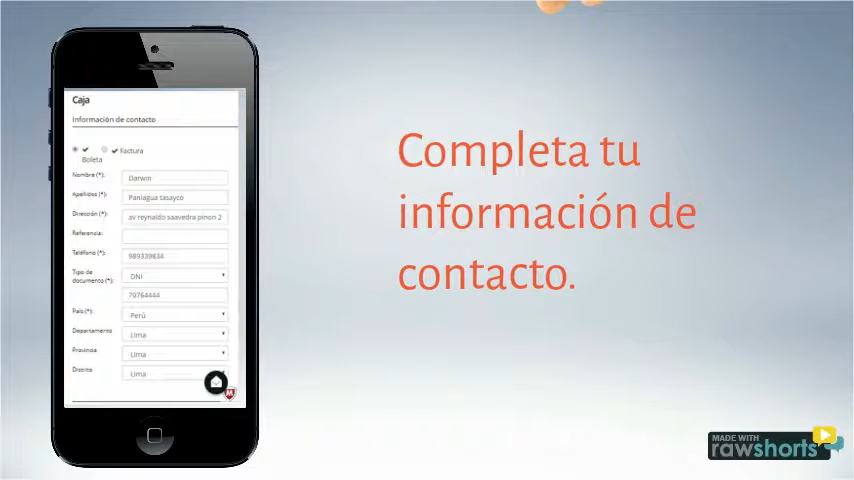 Caja
Información de contacto
Boleta
Factura
Nombre (*):
Darwin
Apellidos (*):
Paniagua tasayco
Dirección (*):
av reynaldo saavedra pinon 2
Referencia:
Teléfono (*):
989339834
Tipo de
documento (*):
DNI
70764444
País (*):
Perú
Departamento
Lima
Provincia
Lima
Distrito
Lima
Completa tu
información de
contacto.
MADE WITH
rawshorts